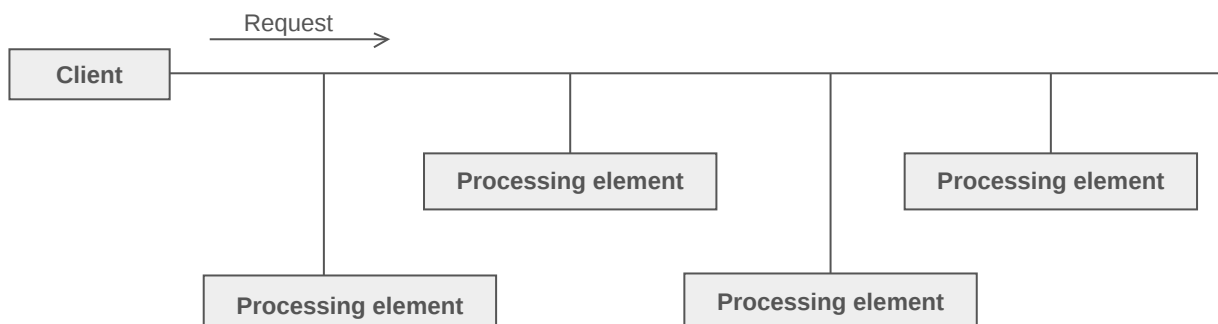 Request
Client
Processing element
Processing element
Processing element
Processing element